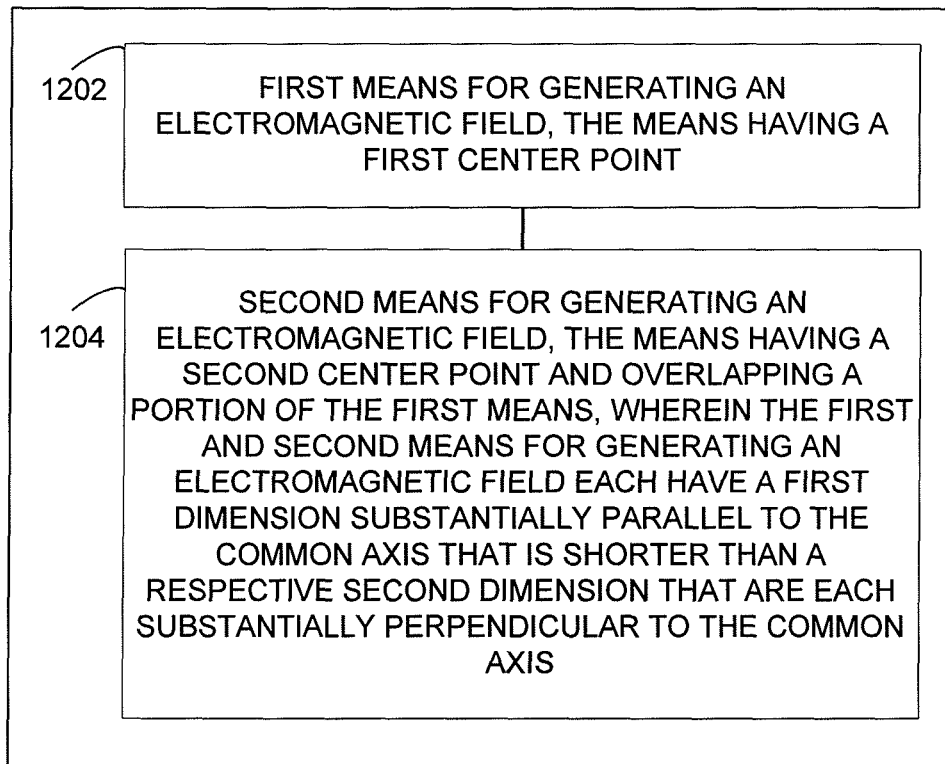 1202
FIRST MEANS FOR GENERATING AN
ELECTROMAGNETIC FIELD, THE MEANS HAVING A
FIRST CENTER POINT
1204
SECOND MEANS FOR GENERATING AN
ELECTROMAGNETIC FIELD, THE MEANS HAVING A
SECOND CENTER POINT AND OVERLAPPING A
PORTION OF THE FIRST MEANS, WHEREIN THE FIRST
AND SECOND MEANS FOR GENERATING AN
ELECTROMAGNETIC FIELD EACH HAVE A FIRST
DIMENSION SUBSTANTIALLY PARALLEL TO THE
COMMON AXIS THAT IS SHORTER THAN A
RESPECTIVE SECOND DIMENSION THAT ARE EACH
SUBSTANTIALLY PERPENDICULAR TO THE COMMON
AXIS